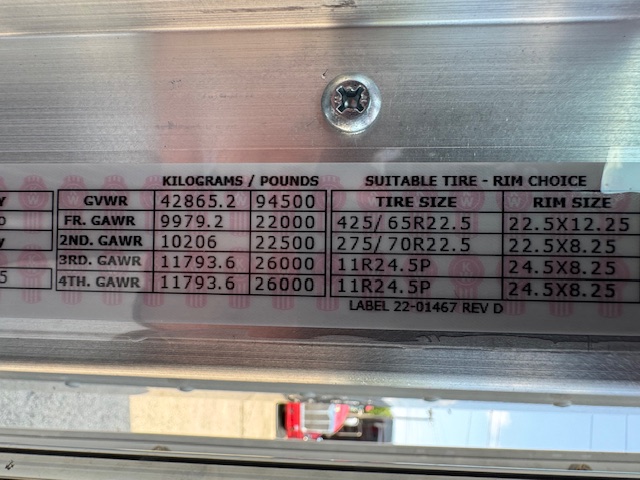 KILOGRAMS / POUNDS SUITABLE TIRE - RIM CHOICE
Y GVWR 42865.2 94500 TIRE SIZE RIM SIZE
FR. GAWR 9979.2 22000 425/65R22.5 22.5X12.25
2ND. GAWR 10206 22500 275/70R22.5 22.5X8.25
3RD. GAWR 11793.6 26000 11R24.5P 24.5X8.25
5 4TH. GAWR 11793.6 26000 11R24.5P 24.5X8.25
LABEL 22-01467 REV D